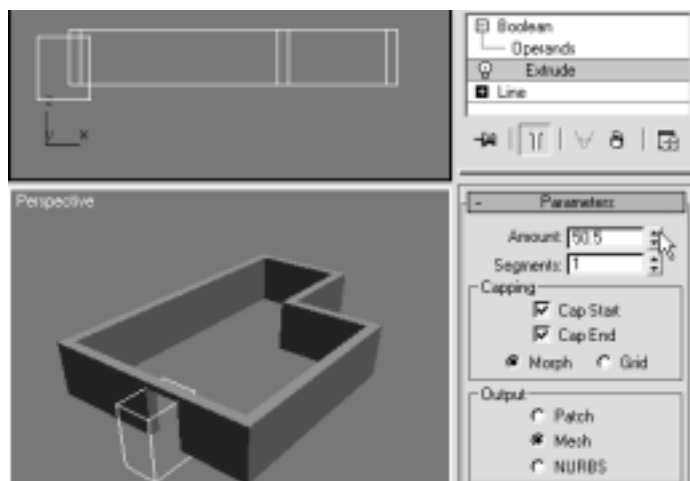 Boolean
Operands
Extrude
Line
z
y x
Perspective
- Parameters
Amount: 50.5
Segments: 1
Capping
Cap Start
Cap End
Morph Grid
Output
Patch
Mesh
NURBS